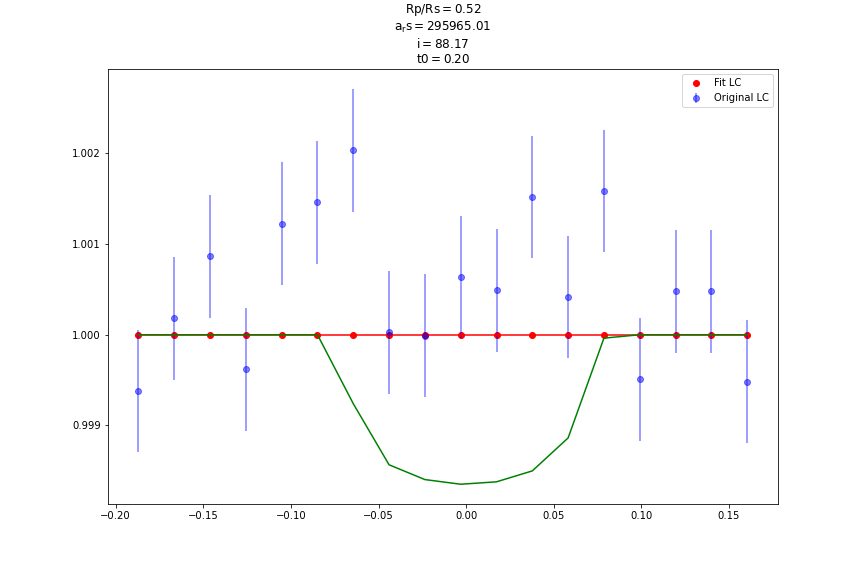 Rp/Rs = 0.52
aᵣs = 295965.01
i = 88.17
t0 = 0.20
Fit LC
Original LC
1.002
1.001
1.000
0.999
−0.20 −0.15 −0.10 −0.05 0.00 0.05 0.10 0.15